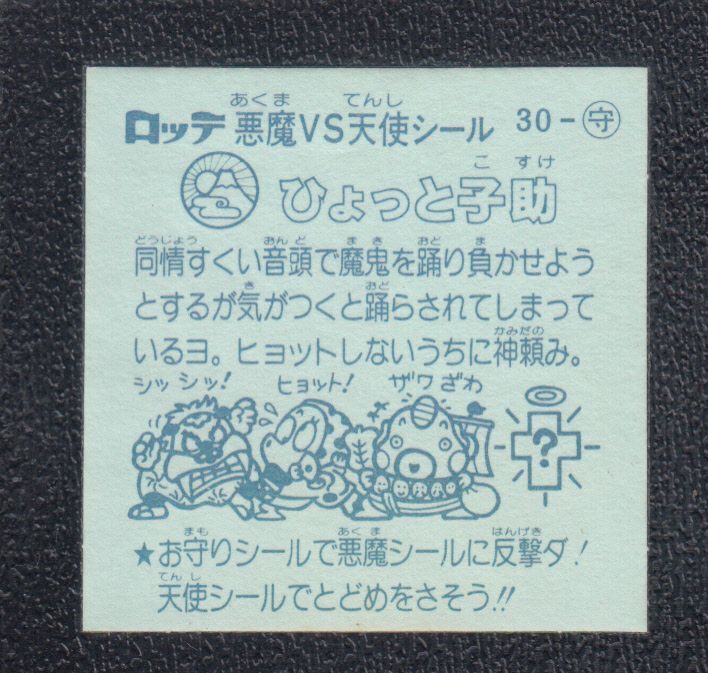 あくま てんし
ロッテ 悪魔VS天使シール 30-守
こ すけ
ひょっと子助
どうじょう おんど まき おど ま
同情すくい音頭で魔鬼を踊り負かせよう
き おど
とするが気がつくと踊らされてしまって
かみだの
いるヨ。ヒョットしないうちに神頼み。
シッシッ! ヒョット! ザワざわ
?
まも あくま はんげき
★お守りシールで悪魔シールに反撃ダ!
てんし
天使シールでとどめをさそう!!